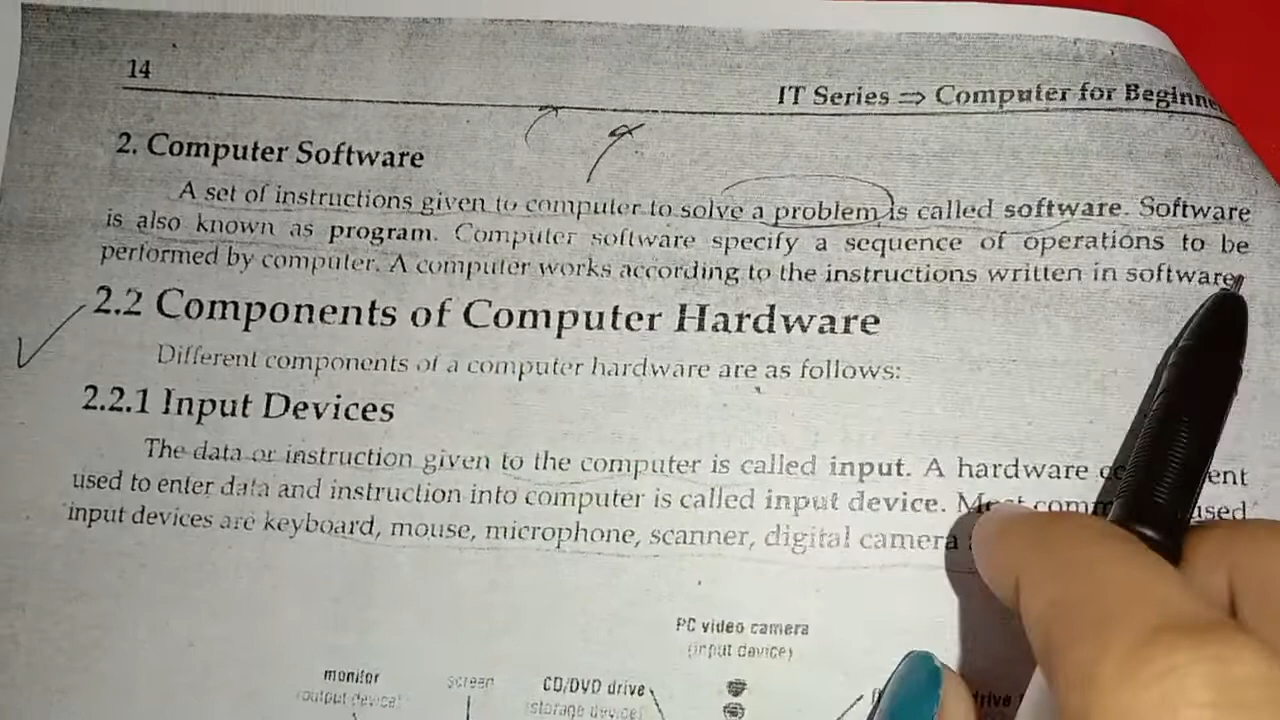 14
IT Series ⇒ Computer for Beginne
2. Computer Software
A set of instructions given to computer to solve a problem is called software. Software
is also known as program. Computer software specify a sequence of operations to be
performed by computer. A computer works according to the instructions written in software
2.2 Components of Computer Hardware
Different components of a computer hardware are as follows:
2.2.1 Input Devices
The data or instruction given to the computer is called input. A hardware
used to enter data and instruction into computer is called input device. Most used
input devices are keyboard, mouse, microphone, scanner, digital camera
PC video camera
(input device)
monitor
(output device)
screen
CD/DVD drive
(storage device)
drive